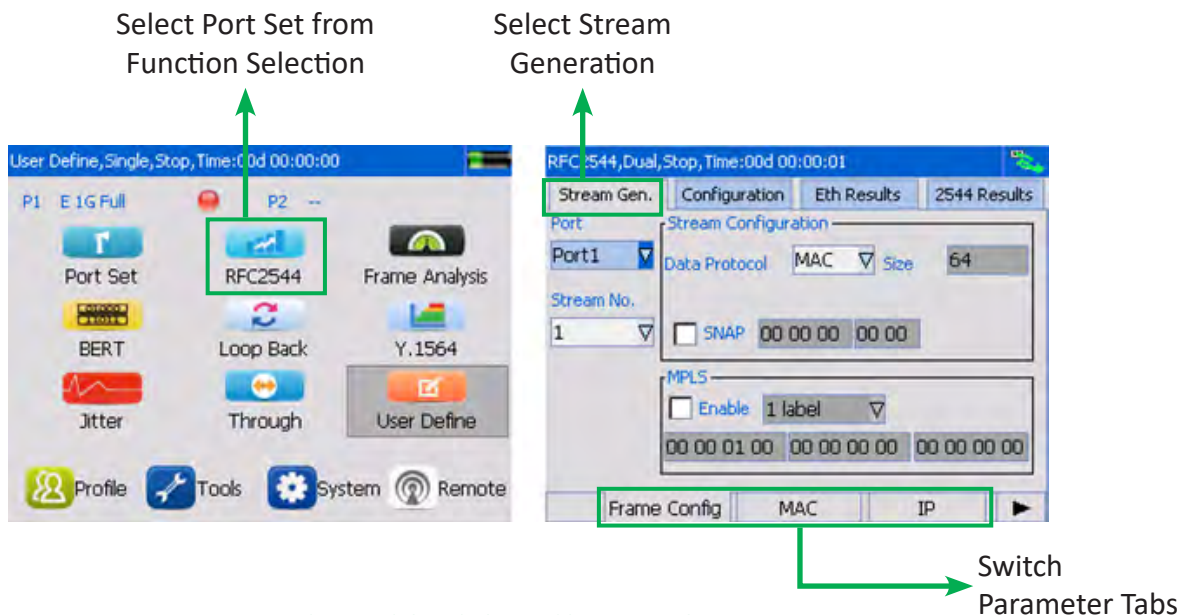 Select Port Set from
Function Selection
Select Stream
Generation
User Define,Single,Stop,Time:00d 00:00:00
P1 E 1G Full P2 --
Port Set RFC2544 Frame Analysis
BERT Loop Back Y.1564
Jitter Through User Define
Profile Tools System Remote
RFC2544,Dual,Stop,Time:00d 00:00:01
Stream Gen. Configuration Eth Results 2544 Results
Port Stream Configuration
Port1 Data Protocol MAC Size 64
Stream No.
1 SNAP 00 00 00 00 00
MPLS
Enable 1 label
00 00 01 00 00 00 00 00 00 00 00 00
Frame Config MAC IP
Switch
Parameter Tabs